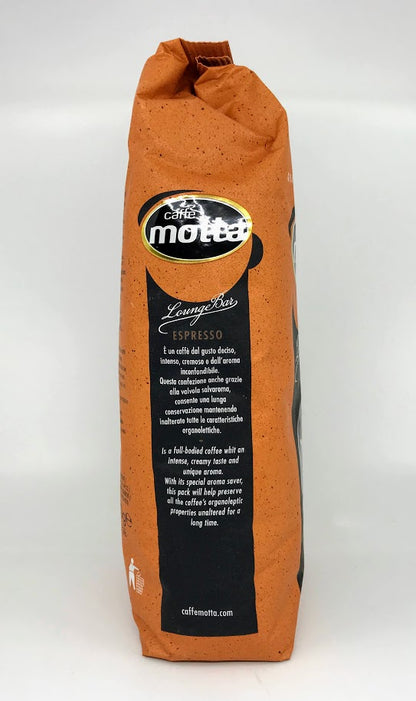 caffè
motta
Lounge Bar
ESPRESSO
È un caffè dal gusto deciso,
intenso, cremoso e dall'aroma
inconfondibile.
Questa confezione anche grazie
alla valvola salvaroma,
consente una lunga
conservazione mantenendo
inalterate tutte le caratteristiche
organolettiche.
Is a full-bodied coffee whit an
intense, creamy taste and
unique aroma.
With its special aroma saver,
this pack will help preserve
all the coffee's organoleptic
properties unaltered for a
long time.
caffemotta.com